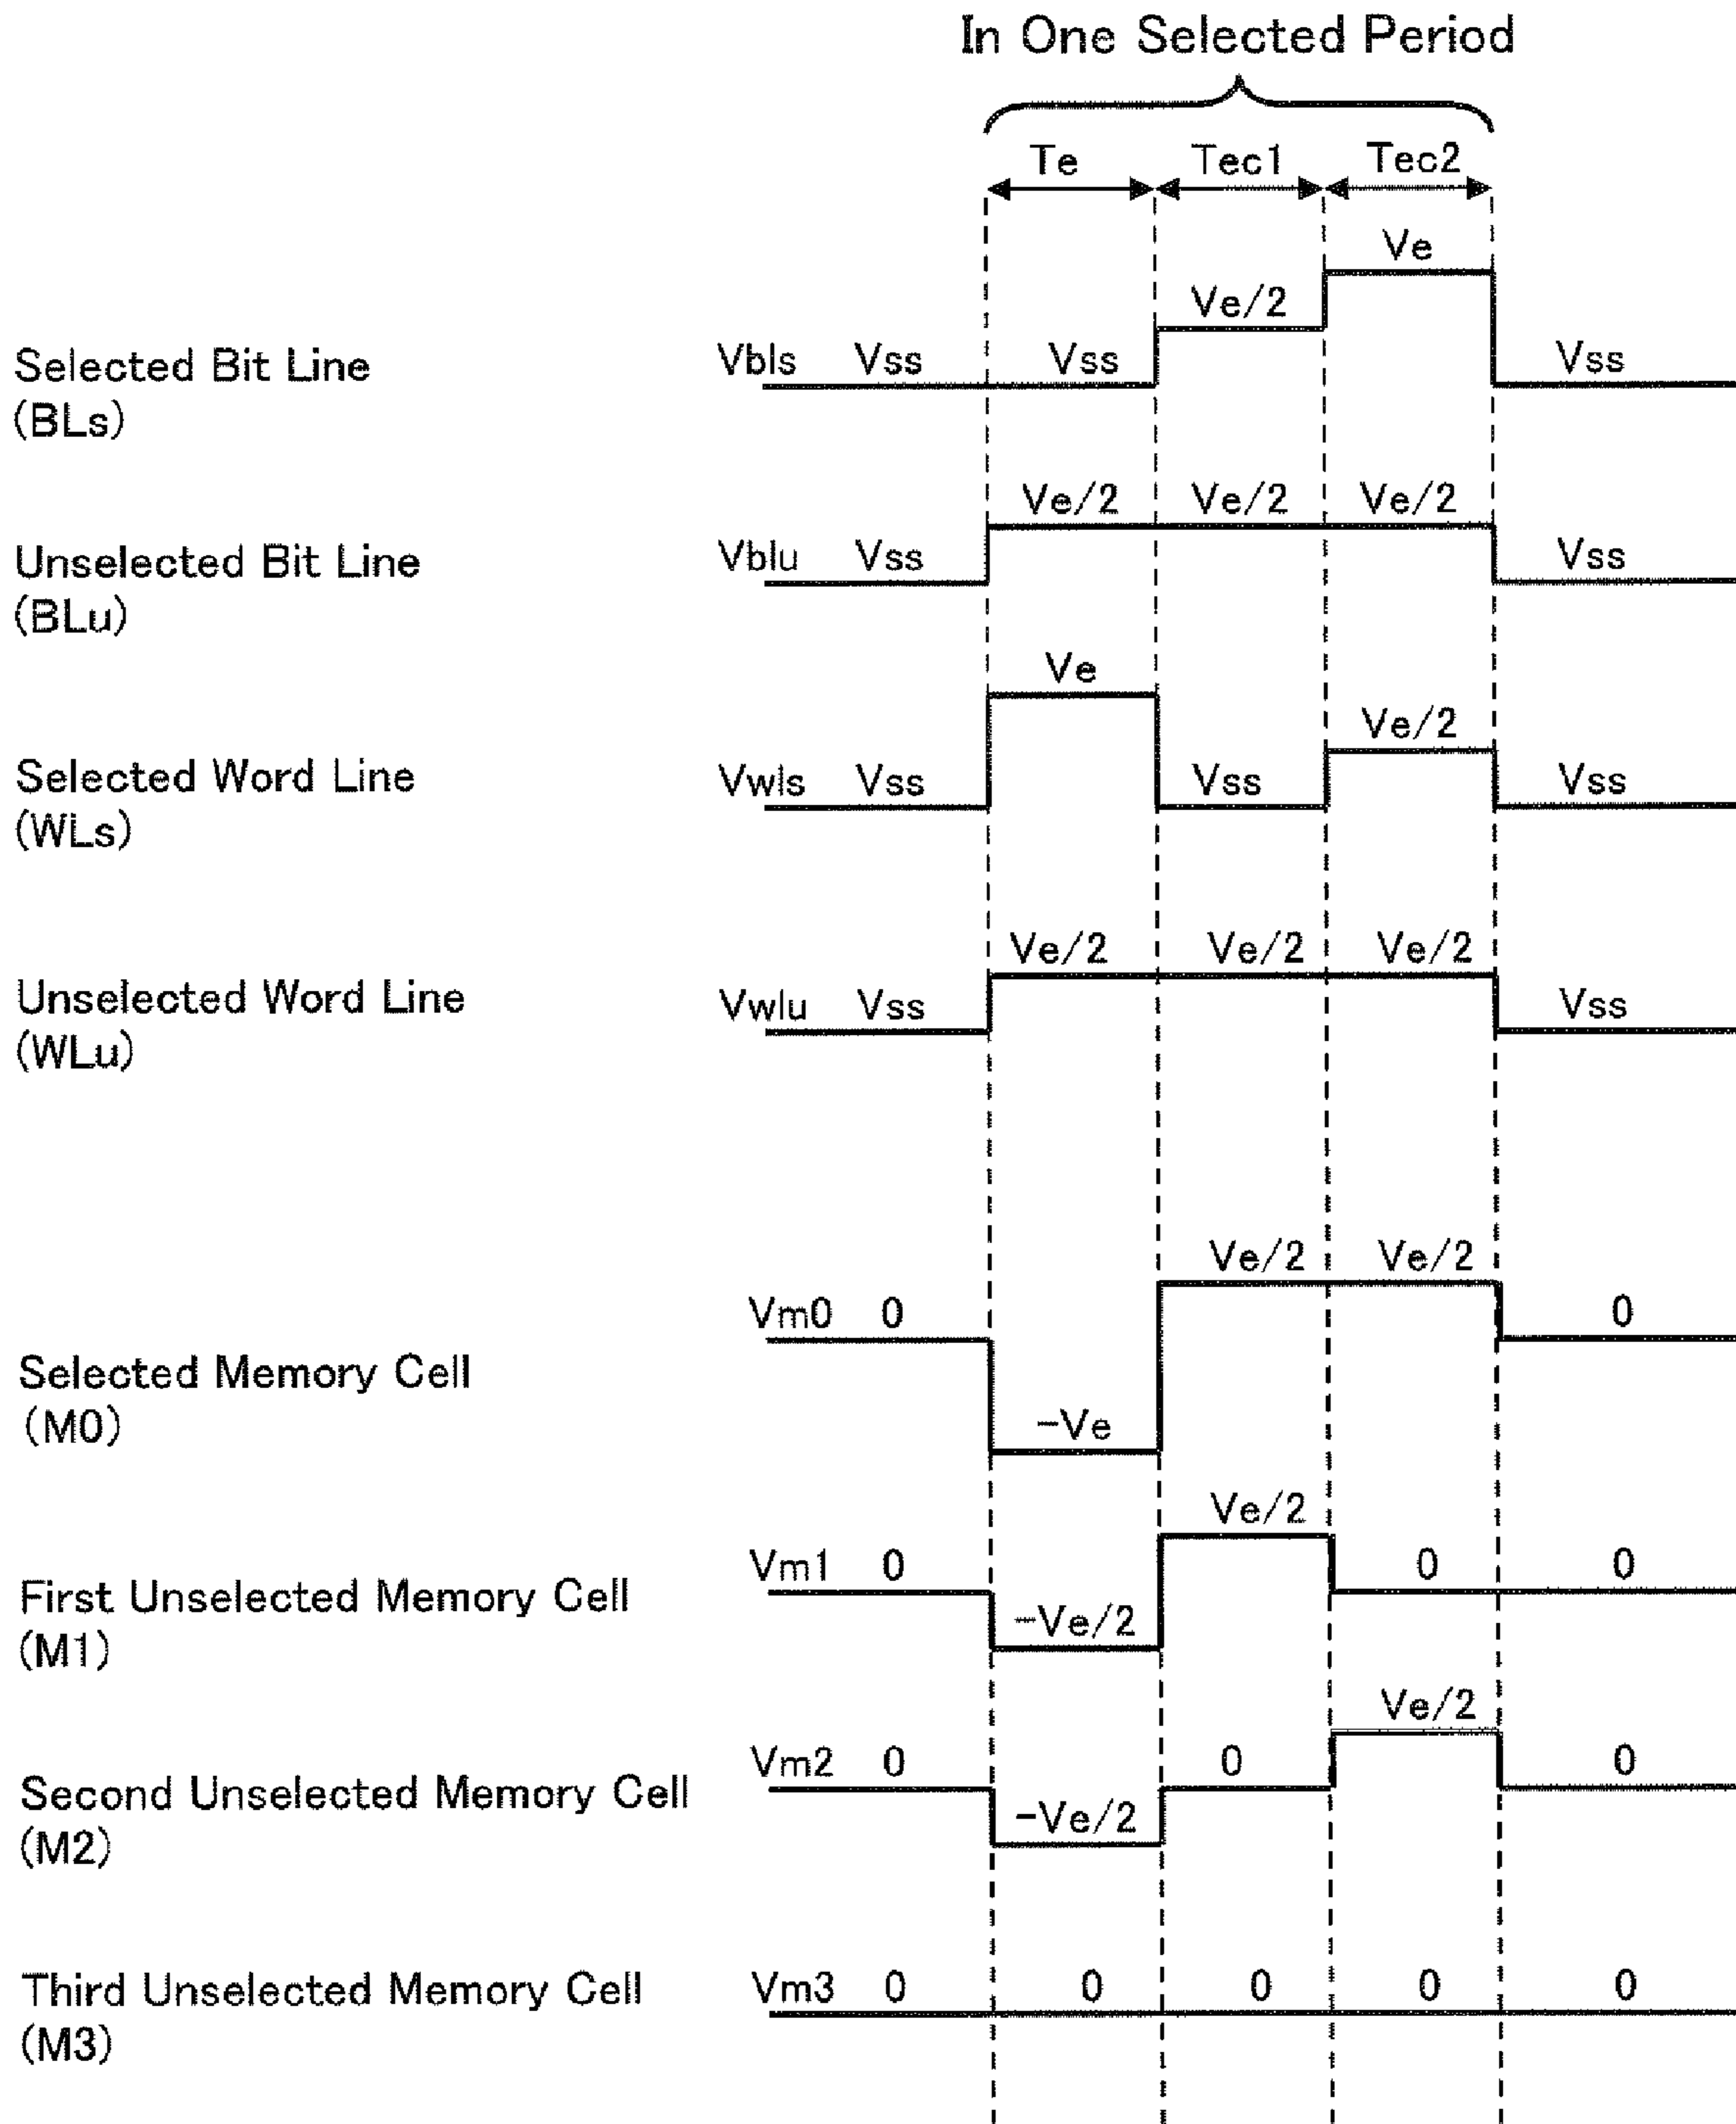 In One Selected Period
Te Tec1 Tec2
Ve
Ve/2
Selected Bit Line Vbls Vss Vss Vss
(BLs)
Ve/2 Ve/2 Ve/2
Unselected Bit Line Vblu Vss Vss
(BLu)
Ve
Ve/2
Selected Word Line Vwls Vss Vss Vss
(WLs)
Ve/2 Ve/2 Ve/2
Unselected Word Line Vwlu Vss Vss
(WLu)
Ve/2 Ve/2
Vm0 0 0
Selected Memory Cell
(M0)
-Ve
Ve/2
Vm1 0 0 0
First Unselected Memory Cell
(M1)
-Ve/2
Ve/2
Vm2 0 0 0
Second Unselected Memory Cell
(M2)
-Ve/2
Third Unselected Memory Cell Vm3 0 0 0 0 0
(M3)